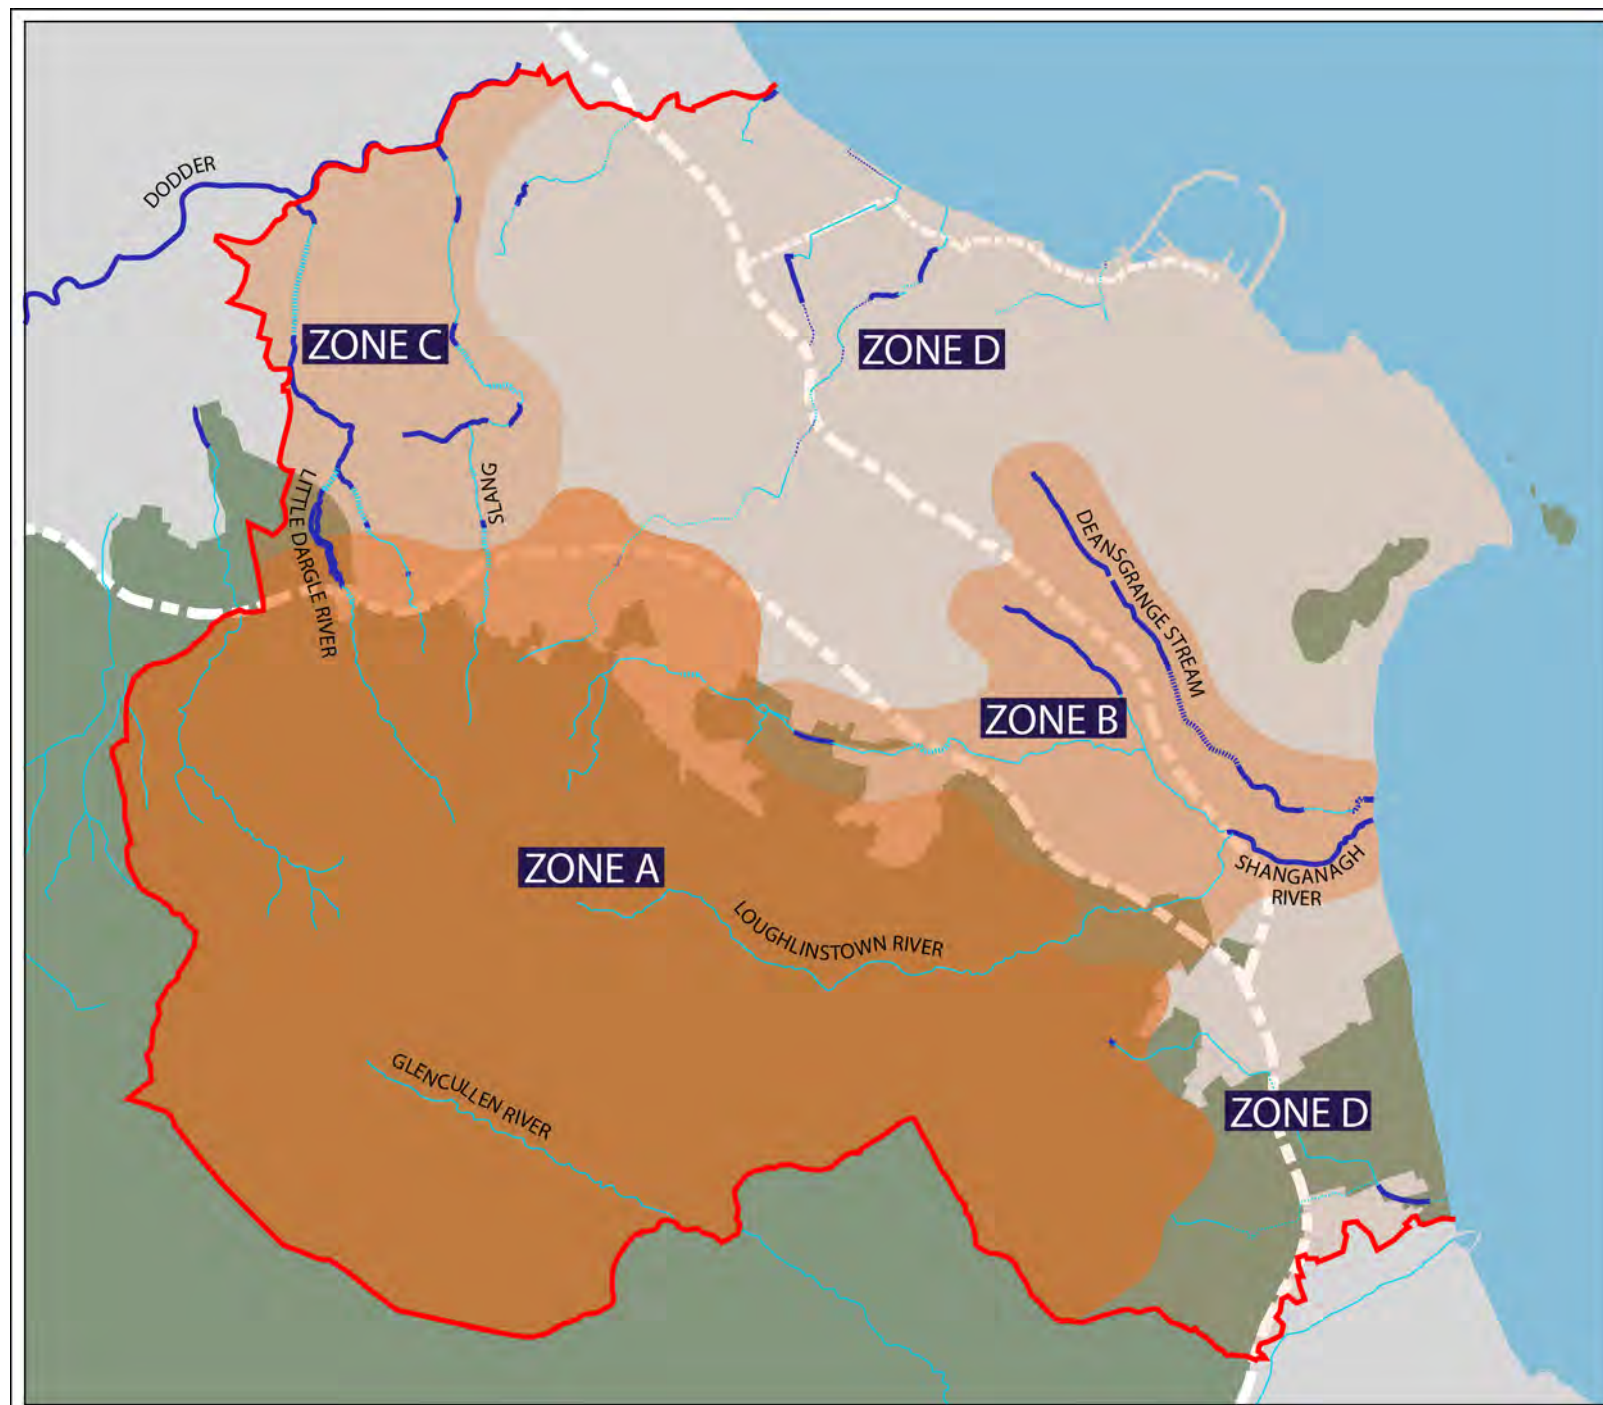 DODDER
ZONE C
ZONE D
SLANG
LITTLE DARGLE RIVER
DEANSGRANGE STREAM
ZONE B
ZONE A
SHANGANAGH
RIVER
LOUGHLINSTOWN RIVER
GLENCULLEN RIVER
ZONE D